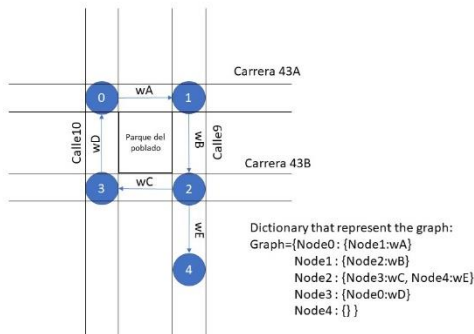 Carrera 43A
0
wA
1
Calle10
wD
Parque del
poblado
wB
Calle9
Carrera 43B
3
wC
2
wE
4
Dictionary that represent the graph:
Graph={Node0: {Node1:wA}
Node1: {Node2:wB}
Node2: {Node3:wC, Node4:wE}
Node3: {Node0:wD}
Node4: {} }